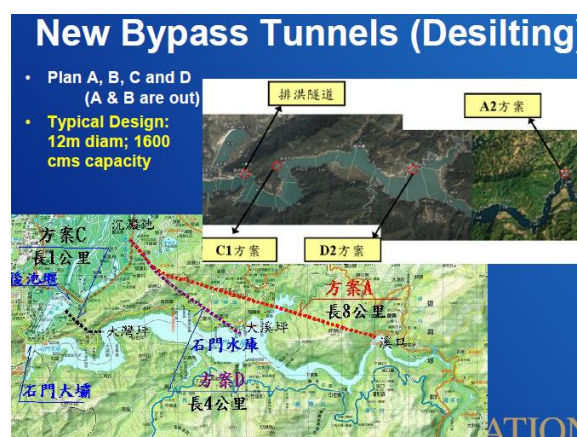 New Bypass Tunnels (Desilting)
• Plan A, B, C and D
(A & B are out)
• Typical Design:
12m diam; 1600
cms capacity
排洪隧道
A2方案
C1方案
D2方案
沉澱池
方案C
長1公里
後池堰
大灣坪
石門大壩
大溪坪
石門水庫
方案A
長8公里
溪口
方案D
長4公里
ATION